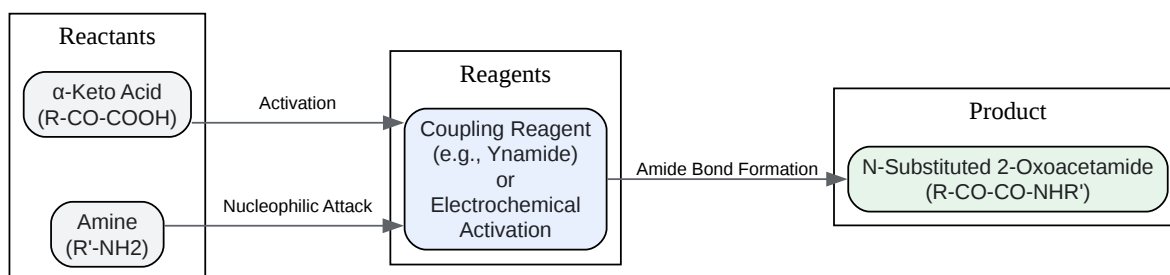 Reactants
α-Keto Acid
(R-CO-COOH)
Amine
(R'-NH2)
Activation
Nucleophilic Attack
Reagents
Coupling Reagent
(e.g., Ynamide)
or
Electrochemical
Activation
Amide Bond Formation
Product
N-Substituted 2-Oxoacetamide
(R-CO-CO-NHR')